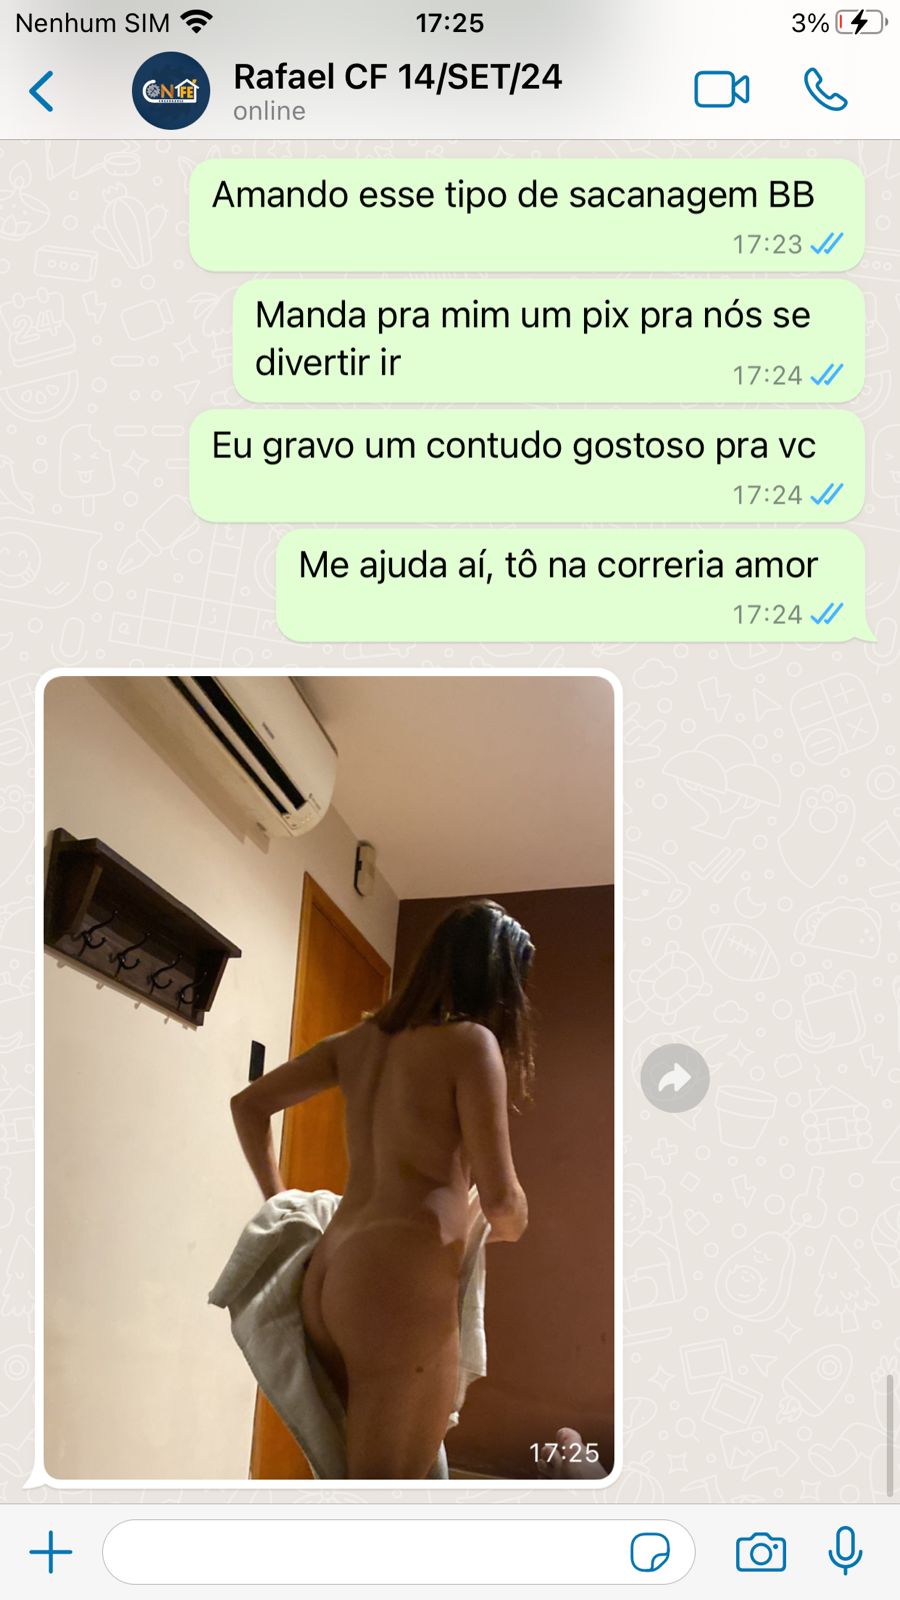 Nenhum SIM 17:25 3%
Rafael CF 14/SET/24
online
Amando esse tipo de sacanagem BB
17:23
Manda pra mim um pix pra nós se
divertir ir
17:24
Eu gravo um contudo gostoso pra vc
17:24
Me ajuda aí, tô na correria amor
17:24
17:25